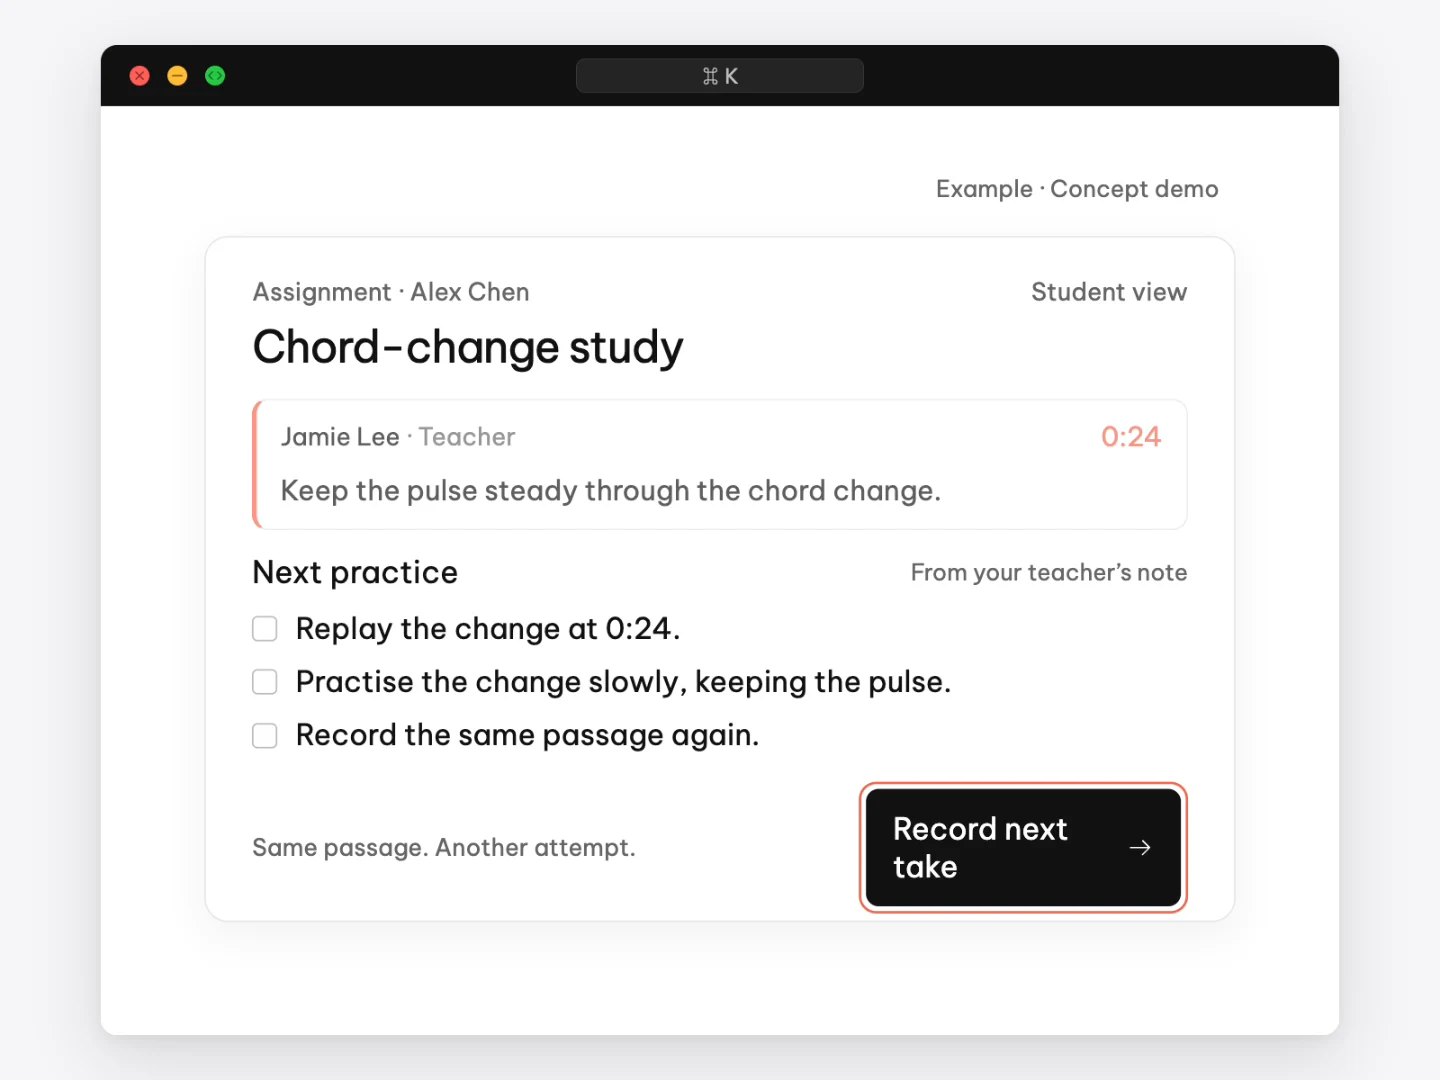 ⌘ K
Example · Concept demo
Assignment · Alex Chen
Student view
Chord-change study
Jamie Lee · Teacher
0:24
Keep the pulse steady through the chord change.
Next practice
From your teacher’s note
Replay the change at 0:24.
Practise the change slowly, keeping the pulse.
Record the same passage again.
Same passage. Another attempt.
Record next
take